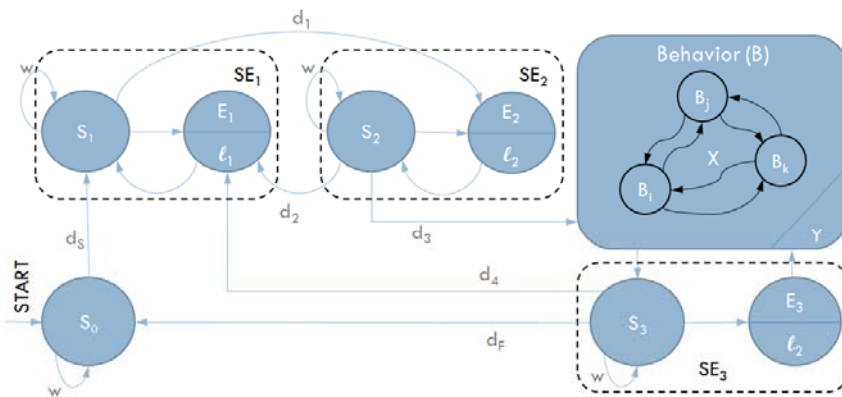 d₁
w
SE₁
S₁
E₁
ℓ₁
w
SE₂
S₂
E₂
ℓ₂
Behavior (B)
Bⱼ
X
Bₖ
Bᵢ
Y
d₂
d₃
dₛ
d₄
START
S₀
w
d_F
S₃
w
E₃
ℓ₂
SE₃